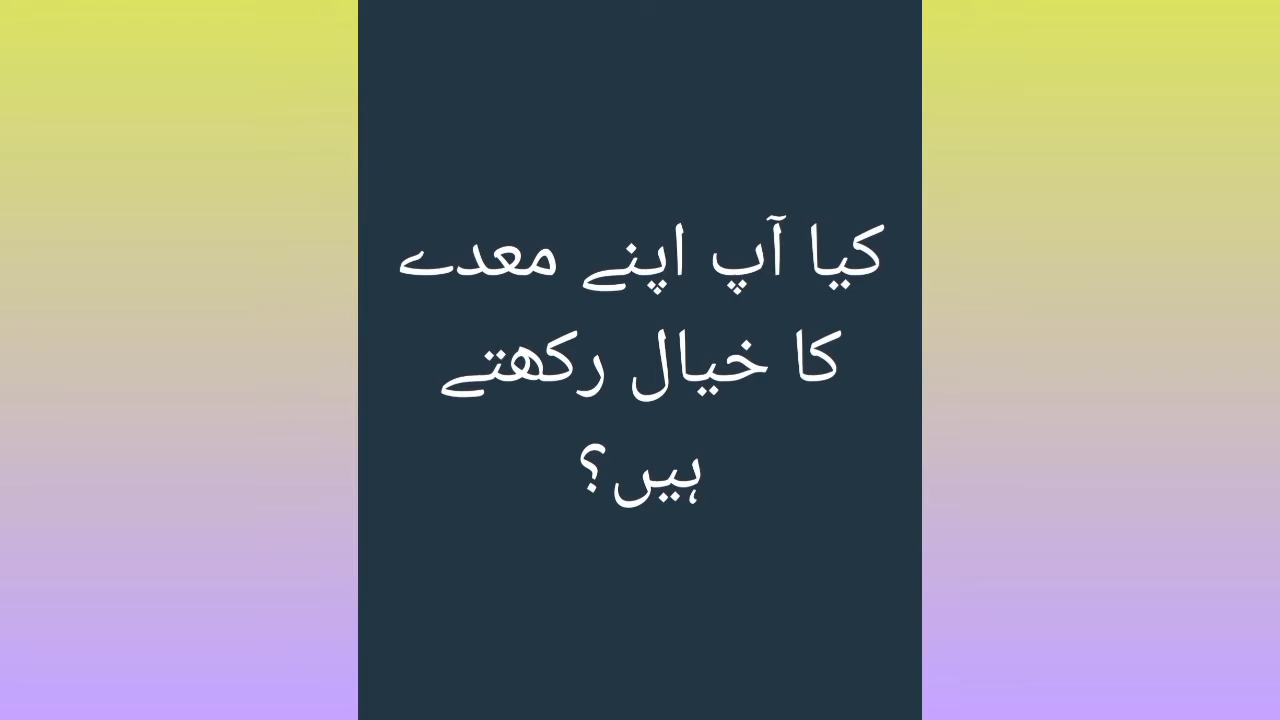 کیا آپ اپنے معدے
کا خیال رکھتے
ہیں؟